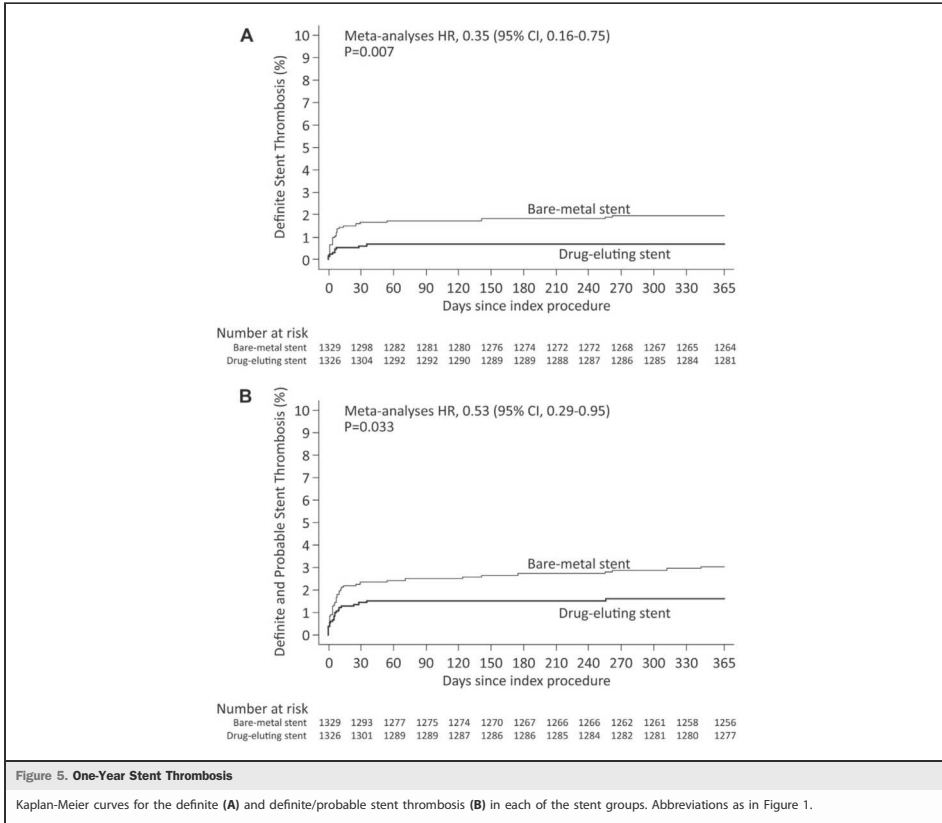 A
Meta-analyses HR, 0.35 (95% CI, 0.16-0.75)
P=0.007
Definite Stent Thrombosis (%)
10
9
8
7
6
5
4
3
2
1
0
Bare-metal stent
Drug-eluting stent
0 30 60 90 120 150 180 210 240 270 300 330 365
Days since index procedure
Number at risk
Bare-metal stent 1329 1298 1282 1281 1280 1276 1274 1272 1272 1268 1267 1265 1264
Drug-eluting stent 1326 1304 1292 1292 1290 1289 1289 1288 1287 1286 1285 1284 1281
B
Meta-analyses HR, 0.53 (95% CI, 0.29-0.95)
P=0.033
Definite and Probable Stent Thrombosis (%)
10
9
8
7
6
5
4
3
2
1
0
Bare-metal stent
Drug-eluting stent
0 30 60 90 120 150 180 210 240 270 300 330 365
Days since index procedure
Number at risk
Bare-metal stent 1329 1293 1277 1275 1274 1270 1267 1266 1266 1262 1261 1258 1256
Drug-eluting stent 1326 1301 1289 1289 1287 1286 1286 1285 1284 1282 1281 1280 1277
Figure 5. One-Year Stent Thrombosis
Kaplan-Meier curves for the definite (A) and definite/probable stent thrombosis (B) in each of the stent groups. Abbreviations as in Figure 1.